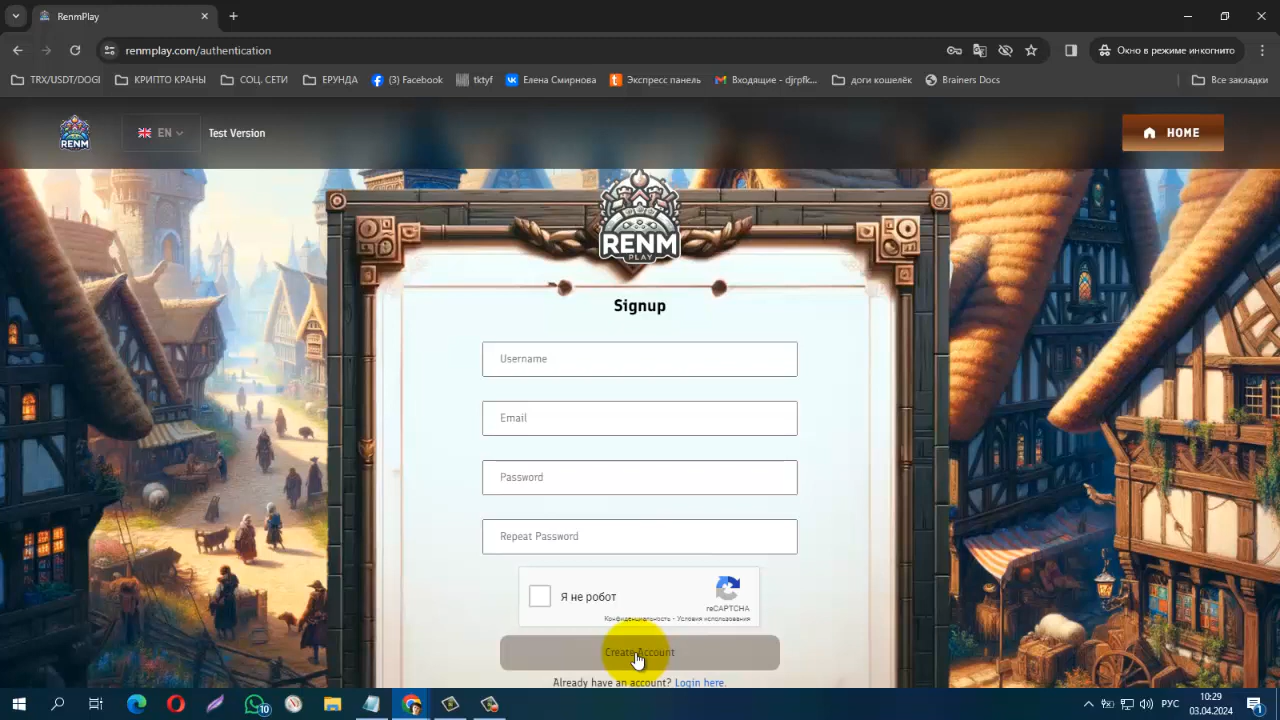 RenmPlay
renmplay.com/authentication
Окно в режиме инкогнито
TRX/USDT/DOGI
КРИПТО КРАНЫ
СОЦ. СЕТИ
ЕРУНДА
(3) Facebook
tktyf
Елена Смирнова
Экспресс панель
Входящие - djrpfk...
доги кошелёк
Brainers Docs
Все закладки
RENM
EN
Test Version
HOME
RENM
PLAY
Signup
Username
Email
Password
Repeat Password
Я не робот
reCAPTCHA
Конфиденциальность - Условия использования
Create Account
Already have an account? Login here.
10
РУС
10:29
03.04.2024
1